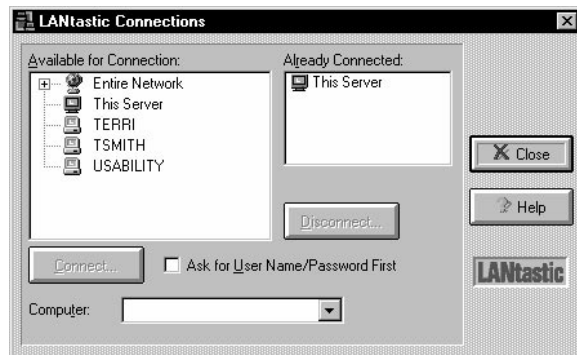 LANtastic Connections
Available for Connection:
Entire Network
This Server
TERRI
TSMITH
USABILITY
Already Connected:
This Server
Disconnect...
Connect...
Ask for User Name/Password First
Computer:
Close
Help
LANtastic